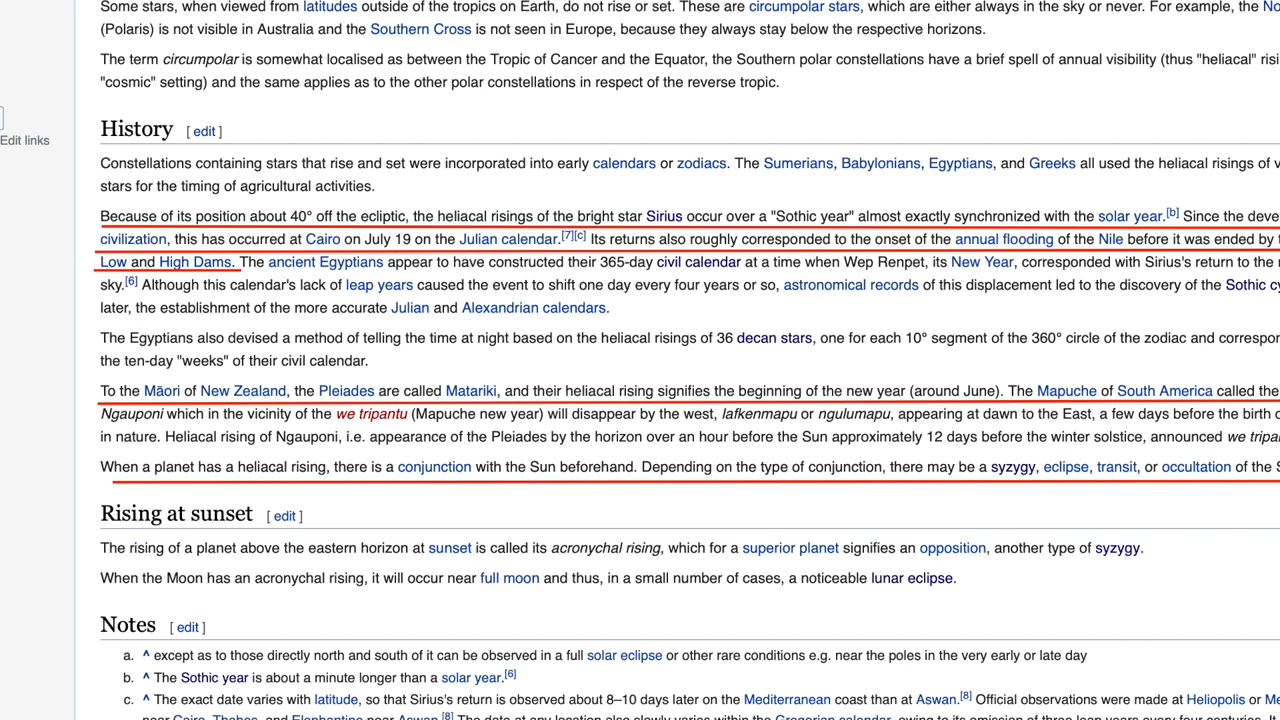 Some stars, when viewed from latitudes outside of the tropics on Earth, do not rise or set. These are circumpolar stars, which are either always in the sky or never. For example, the
(Polaris) is not visible in Australia and the Southern Cross is not seen in Europe, because they always stay below the respective horizons.
The term circumpolar is somewhat localised as between the Tropic of Cancer and the Equator, the Southern polar constellations have a brief spell of annual visibility (thus "heliacal"
"cosmic" setting) and the same applies as to the other polar constellations in respect of the reverse tropic.
Edit links
History [ edit ]
Constellations containing stars that rise and set were incorporated into early calendars or zodiacs. The Sumerians, Babylonians, Egyptians, and Greeks all used the heliacal risings of
stars for the timing of agricultural activities.
Because of its position about 40° off the ecliptic, the heliacal risings of the bright star Sirius occur over a "Sothic year" almost exactly synchronized with the solar year.[b] Since the
civilization, this has occurred at Cairo on July 19 on the Julian calendar.[7][c] Its returns also roughly corresponded to the onset of the annual flooding of the Nile before it was ended by
Low and High Dams. The ancient Egyptians appear to have constructed their 365-day civil calendar at a time when Wep Renpet, its New Year, corresponded with Sirius's return to the
sky.[6] Although this calendar's lack of leap years caused the event to shift one day every four years or so, astronomical records of this displacement led to the discovery of the Sothic
later, the establishment of the more accurate Julian and Alexandrian calendars.
The Egyptians also devised a method of telling the time at night based on the heliacal risings of 36 decan stars, one for each 10° segment of the 360° circle of the zodiac and
the ten-day "weeks" of their civil calendar.
To the Māori of New Zealand, the Pleiades are called Matariki, and their heliacal rising signifies the beginning of the new year (around June). The Mapuche of South America called the
Ngauponi which in the vicinity of the we tripantu (Mapuche new year) will disappear by the west, lafkenmapu or ngulumapu, appearing at dawn to the East, a few days before the birth
in nature. Heliacal rising of Ngauponi, i.e. appearance of the Pleiades by the horizon over an hour before the Sun approximately 12 days before the winter solstice, announced we
When a planet has a heliacal rising, there is a conjunction with the Sun beforehand. Depending on the type of conjunction, there may be a syzygy, eclipse, transit, or occultation of the
Rising at sunset [ edit ]
The rising of a planet above the eastern horizon at sunset is called its acronychal rising, which for a superior planet signifies an opposition, another type of syzygy.
When the Moon has an acronychal rising, it will occur near full moon and thus, in a small number of cases, a noticeable lunar eclipse.
Notes [ edit ]
a. ^ except as to those directly north and south of it can be observed in a full solar eclipse or other rare conditions e.g. near the poles in the very early or late day
b. ^ The Sothic year is about a minute longer than a solar year.[6]
c. ^ The exact date varies with latitude, so that Sirius's return is observed about 8–10 days later on the Mediterranean coast than at Aswan.[8] Official observations were made at Heliopolis or